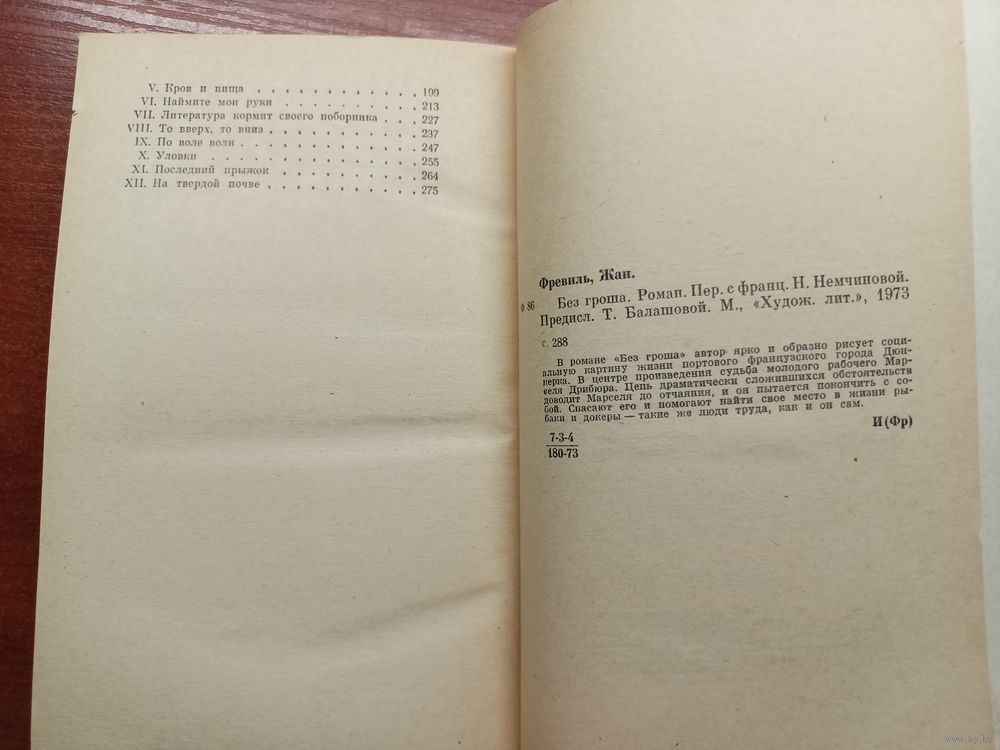 V. Кров и пища . . . . . . . . . . . . 199
VI. Наймите мои руки . . . . . . . . . . 213
VII. Литература кормит своего поборника . . . 227
VIII. То вверх, то вниз . . . . . . . . . . . 237
IX. По воле волн . . . . . . . . . . . . 247
X. Уловки . . . . . . . . . . . . . . 255
XI. Последний прыжок . . . . . . . . . . 264
XII. На твердой почве . . . . . . . . . . . 275
Фревиль, Жан.
Ф 86 Без гроша. Роман. Пер. с франц. Н. Немчиновой.
Предисл. Т. Балашовой. М., «Худож. лит.», 1973
с. 288
В романе «Без гроша» автор ярко и образно рисует соци-
альную картину жизни портового французского города Дюн-
керка. В центре произведения судьба молодого рабочего Мар-
селя Дрибюра. Цепь драматически сложившихся обстоятельств
доводит Марселя до отчаяния, и он пытается покончить с со-
бой. Спасают его и помогают найти свое место в жизни ры-
баки и докеры — такие же люди труда, как и он сам.
7-3-4
180-73
И(Фр)
www.ay.by